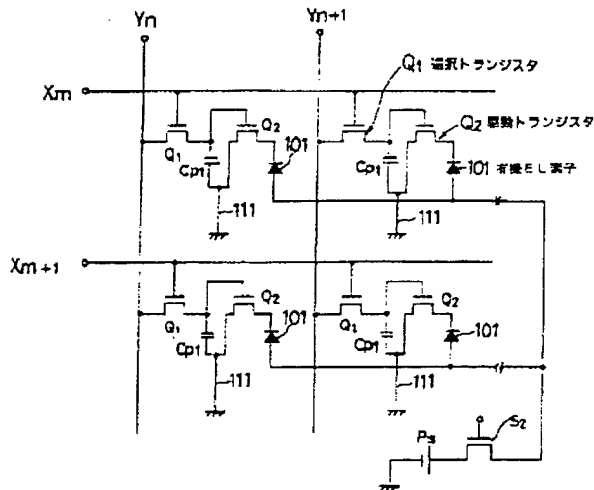 Yn Yn+1
Q1 選択トランジスタ
Xm
Q2 Q2 駆動トランジスタ
Q1 Cp1 101 Cp1 101 有機EL素子
111 111
Xm+1
Q1 Cp1 Q2 101 Q1 Cp1 Q2 101
111 111
Ps S2